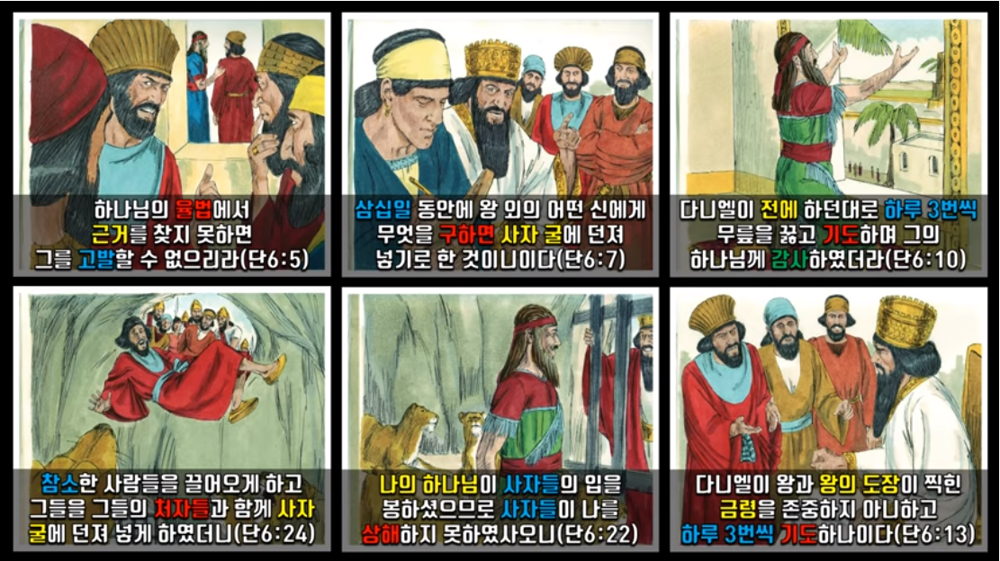 하나님의 율법에서
근거를 찾지 못하면
그를 고발할 수 없으리라(단6:5)
삼십일 동안에 왕 외의 어떤 신에게
무엇을 구하면 사자 굴에 던져
넣기로 한 것이니이다(단6:7)
다니엘이 전에 하던대로 하루 3번씩
무릎을 꿇고 기도하며 그의
하나님께 감사하였더라(단6:10)
참소한 사람들을 끌어오게 하고
그들을 그들의 처자들과 함께 사자
굴에 던져 넣게 하였더니(단6:24)
나의 하나님이 사자들의 입을
봉하셨으므로 사자들이 나를
상해하지 못하였사오니(단6:22)
다니엘이 왕과 왕의 도장이 찍힌
금령을 존중하지 아니하고
하루 3번씩 기도하나이다(단6:13)